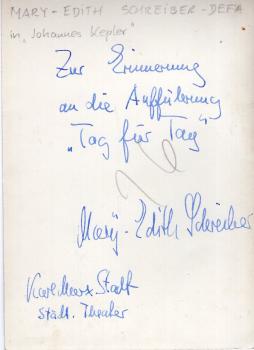 MARY - EDITH SCHREIBER - DEFA
in „Johannes Kepler"
Zur Erinnerung
an die Aufführung
„Tag für Tag"
Mary-Edith Schreiber
Karl Marx Stadt
Städt. Theater